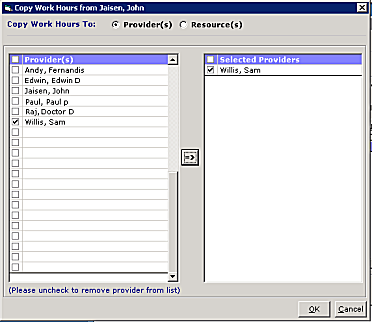 Copy Work Hours from Jaisen, John
Copy Work Hours To: Provider(s) Resource(s)
Provider(s)
Andy, Fernandis
Edwin, Edwin D
Jaisen, John
Paul, Paul p
Raj, Doctor D
Willis, Sam
=>
Selected Providers
Willis, Sam
(Please uncheck to remove provider from list)
OK Cancel